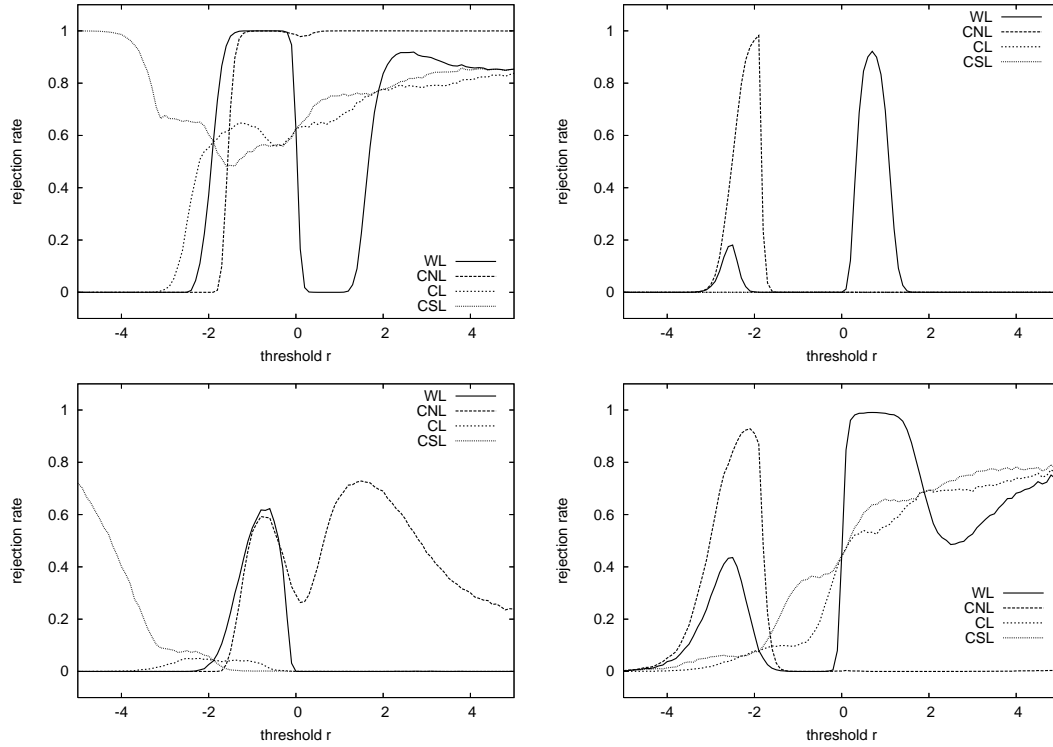 1
0.8
0.6
0.4
0.2
0
rejection rate
WL
CNL
CL
CSL
-4 -2 0 2 4
threshold r
1
0.8
0.6
0.4
0.2
0
rejection rate
WL
CNL
CL
CSL
-4 -2 0 2 4
threshold r
1
0.8
0.6
0.4
0.2
0
rejection rate
WL
CNL
CL
CSL
-4 -2 0 2 4
threshold r
1
0.8
0.6
0.4
0.2
0
rejection rate
WL
CNL
CL
CSL
-4 -2 0 2 4
threshold r